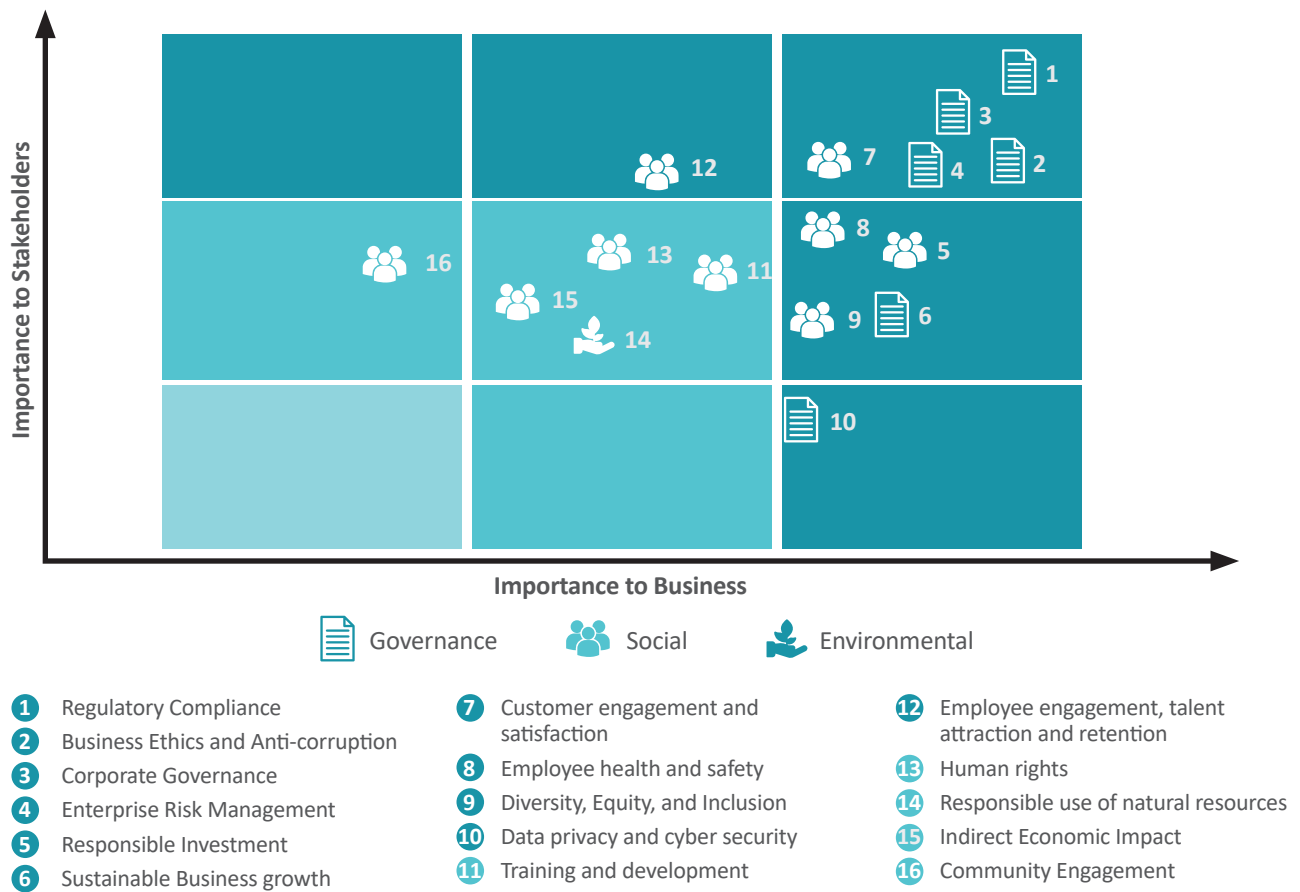 Importance to Stakeholders
1
3
7
4
2
12
8
5
16
13
11
15
9
6
14
10
Importance to Business
Governance
Social
Environmental
1 Regulatory Compliance
2 Business Ethics and Anti-corruption
3 Corporate Governance
4 Enterprise Risk Management
5 Responsible Investment
6 Sustainable Business growth
7 Customer engagement and
satisfaction
8 Employee health and safety
9 Diversity, Equity, and Inclusion
10 Data privacy and cyber security
11 Training and development
12 Employee engagement, talent
attraction and retention
13 Human rights
14 Responsible use of natural resources
15 Indirect Economic Impact
16 Community Engagement